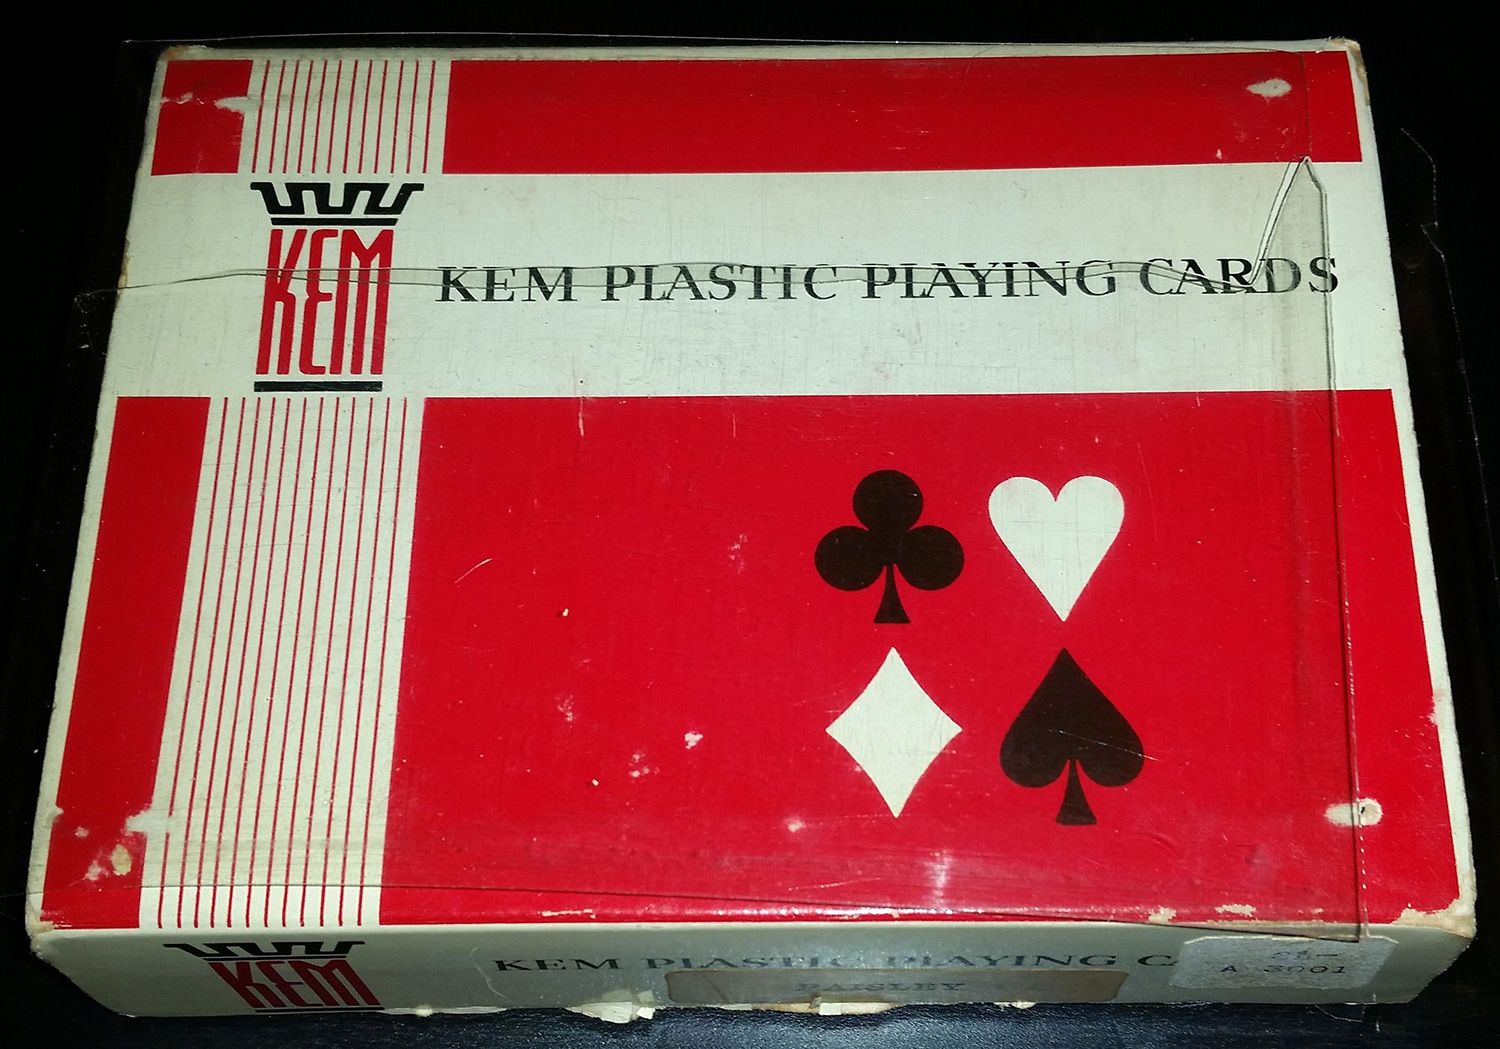 KEM
KEM PLASTIC PLAYING CARDS
KEM
KEM PLASTIC PLAYING C
A 3001
PAISLEY